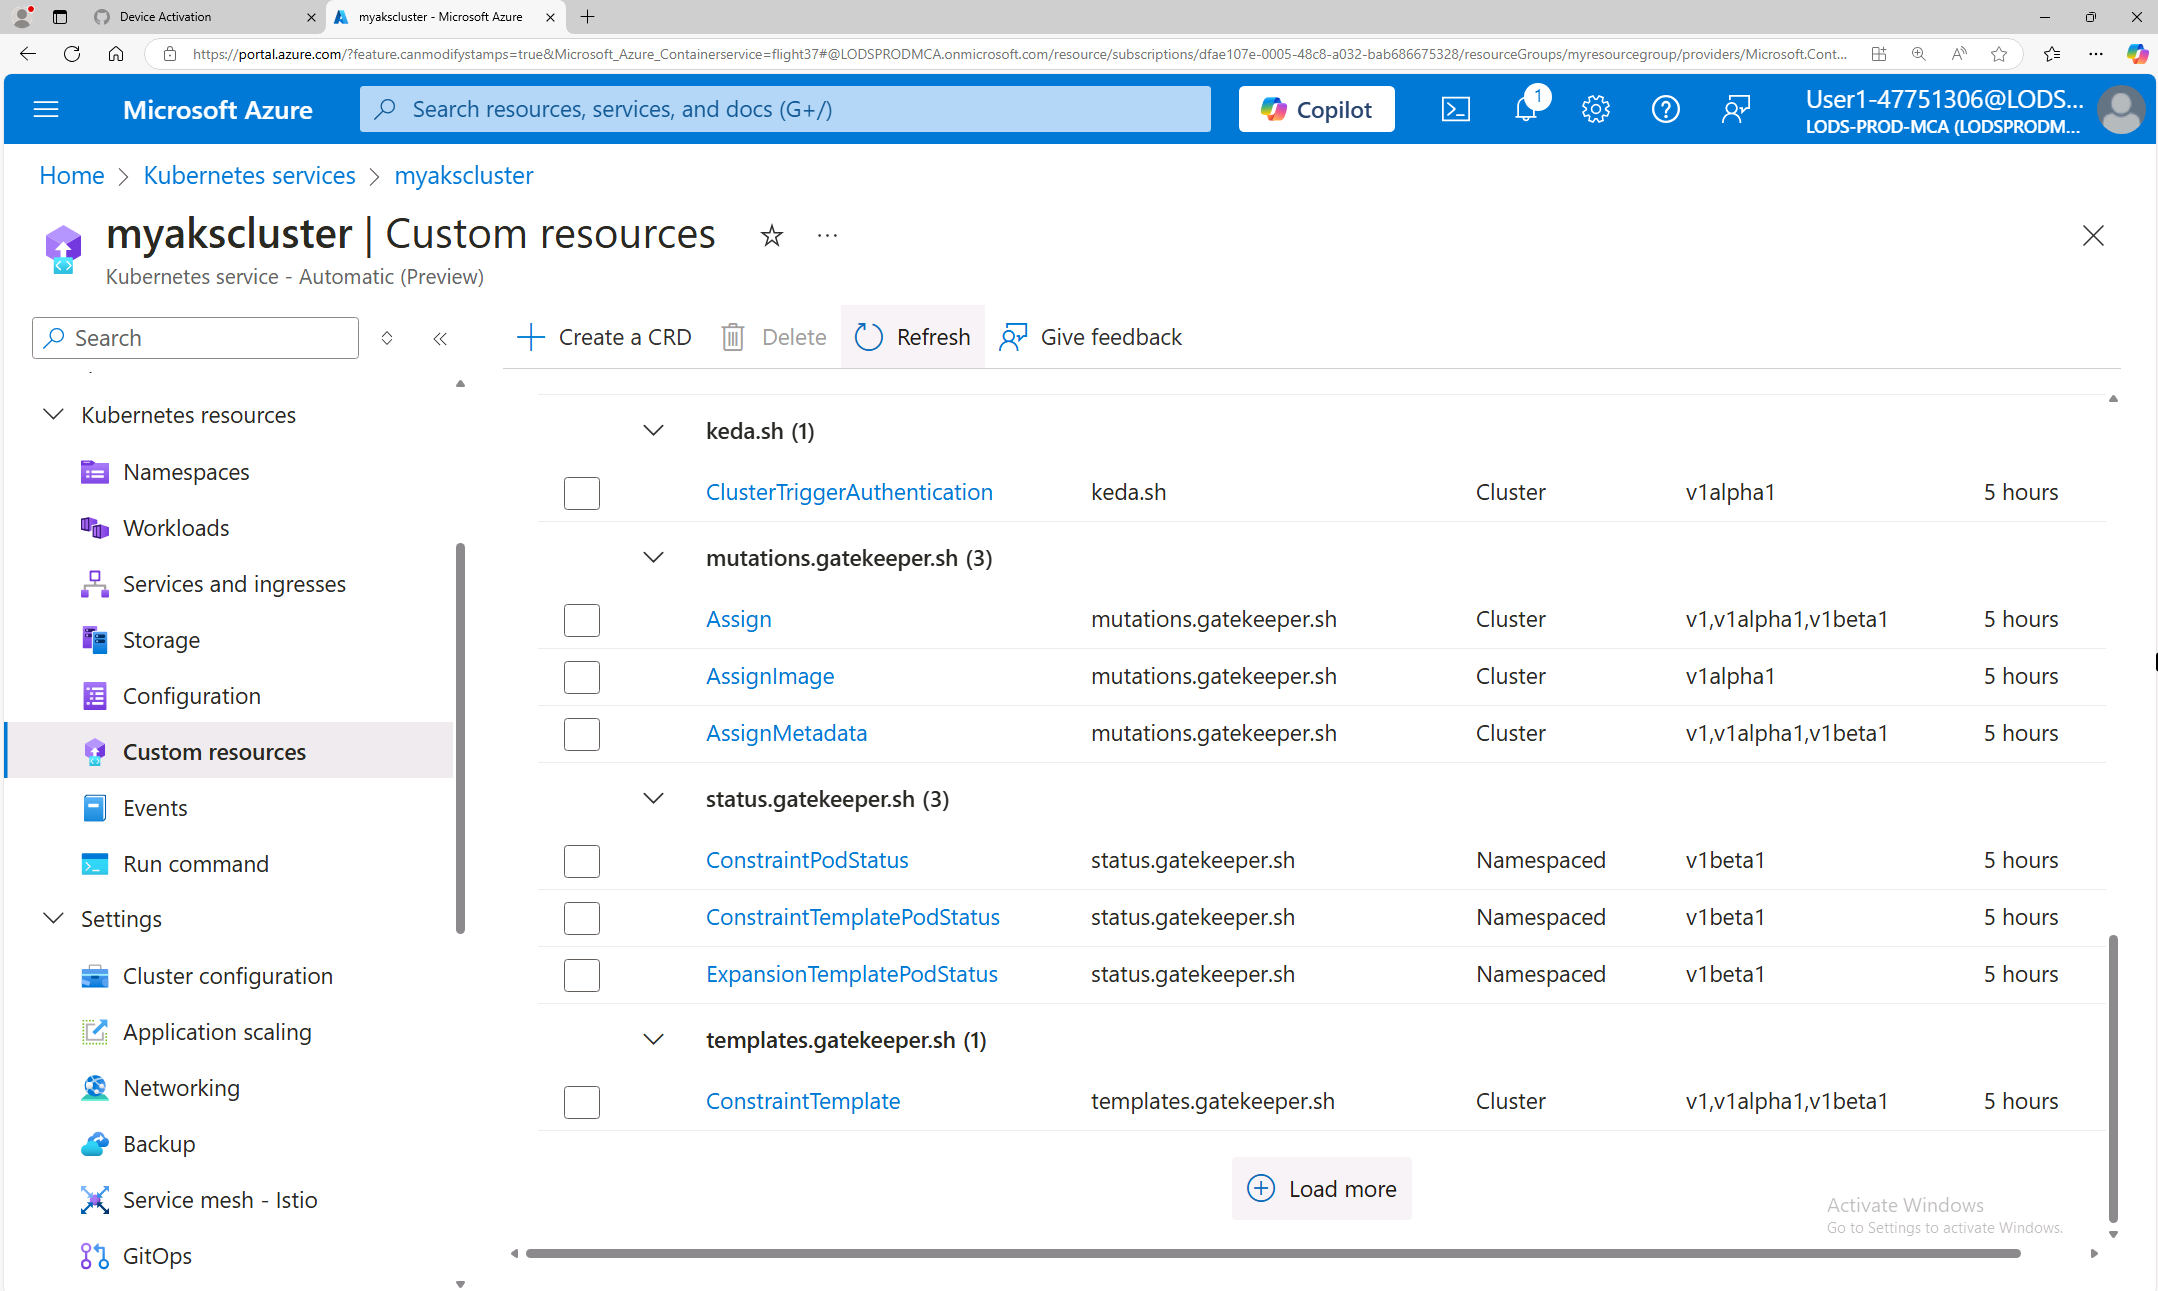 Device Activation
myakscluster - Microsoft Azure
https://portal.azure.com/?feature.canmodifystamps=true&Microsoft_Azure_Containerservice=flight37#@LODSPRODMCA.onmicrosoft.com/resource/subscriptions/dfae107e-0005-48c8-a032-bab686675328/resourceGroups/myresourcegroup/providers/Microsoft.Cont...
Microsoft Azure
Search resources, services, and docs (G+/)
Copilot
1
User1-47751306@LODS...
LODS-PROD-MCA (LODSPRODM...
Home > Kubernetes services > myakscluster
myakscluster | Custom resources
Kubernetes service - Automatic (Preview)
Search
Create a CRD
Delete
Refresh
Give feedback
Kubernetes resources
Namespaces
Workloads
Services and ingresses
Storage
Configuration
Custom resources
Events
Run command
Settings
Cluster configuration
Application scaling
Networking
Backup
Service mesh - Istio
GitOps
keda.sh (1)
ClusterTriggerAuthentication keda.sh Cluster v1alpha1 5 hours
mutations.gatekeeper.sh (3)
Assign mutations.gatekeeper.sh Cluster v1,v1alpha1,v1beta1 5 hours
AssignImage mutations.gatekeeper.sh Cluster v1alpha1 5 hours
AssignMetadata mutations.gatekeeper.sh Cluster v1,v1alpha1,v1beta1 5 hours
status.gatekeeper.sh (3)
ConstraintPodStatus status.gatekeeper.sh Namespaced v1beta1 5 hours
ConstraintTemplatePodStatus status.gatekeeper.sh Namespaced v1beta1 5 hours
ExpansionTemplatePodStatus status.gatekeeper.sh Namespaced v1beta1 5 hours
templates.gatekeeper.sh (1)
ConstraintTemplate templates.gatekeeper.sh Cluster v1,v1alpha1,v1beta1 5 hours
Load more
Activate Windows
Go to Settings to activate Windows.